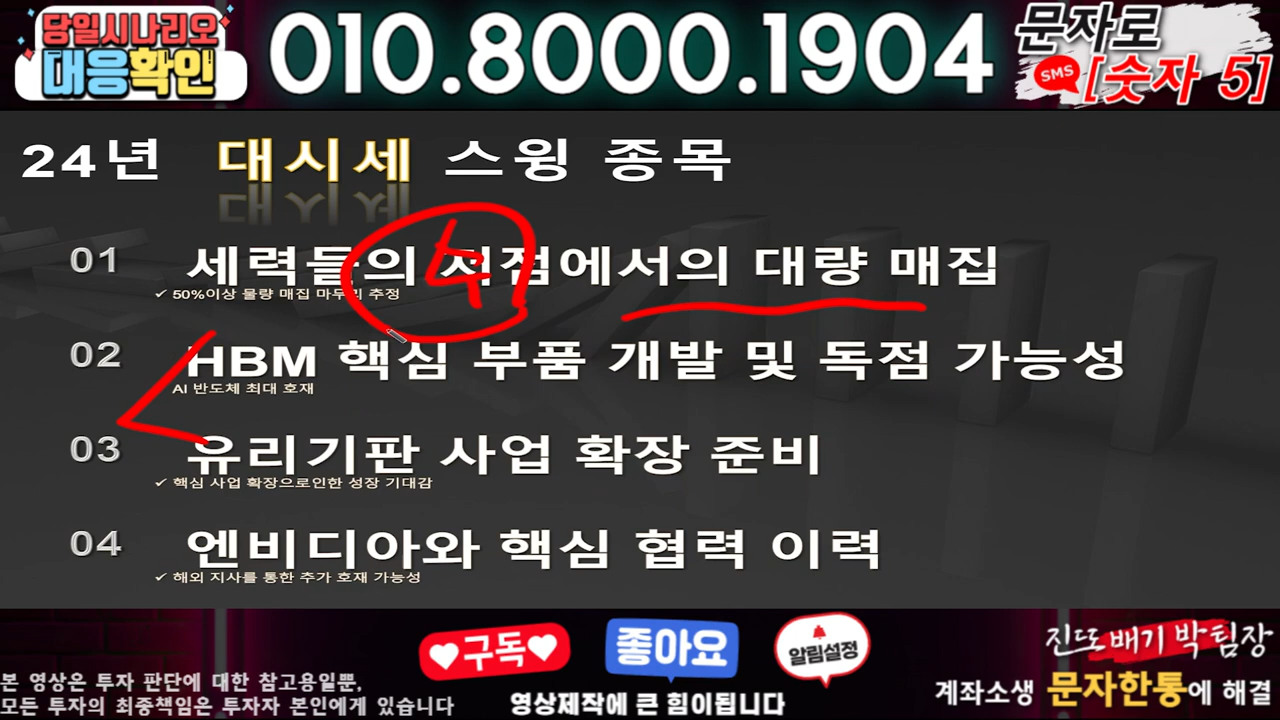 당일시나리오
대응확인
010.8000.1904
문자로
SMS
[숫자 5]
24년 대시세 스윙 종목
01 세력들의 저점에서의 대량 매집
✓ 50%이상 물량 매집 마무리 추정
02 HBM 핵심 부품 개발 및 독점 가능성
AI 반도체 최대 호재
03 유리기판 사업 확장 준비
✓ 핵심 사업 확장으로인한 성장 기대감
04 엔비디아와 핵심 협력 이력
✓ 해외 지사를 통한 추가 호재 가능성
구독
좋아요
알림설정
영상제작에 큰 힘이됩니다
본 영상은 투자 판단에 대한 참고용일뿐,
모든 투자의 최종책임은 투자자 본인에게 있습니다
진또배기 박팀장
계좌소생 문자한통에 해결